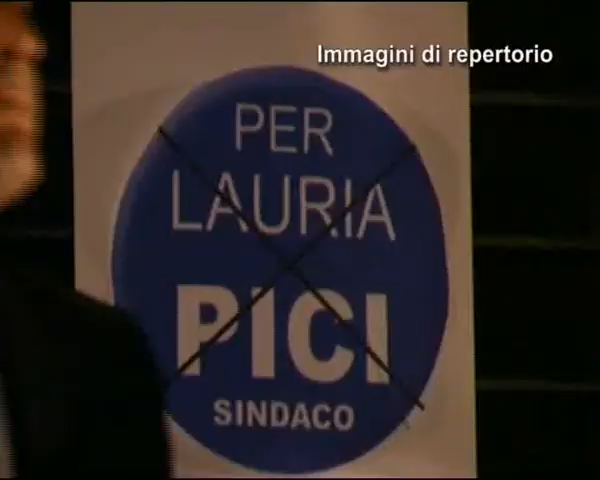 Immagini di repertorio
PER
LAURIA
PICI
SINDACO